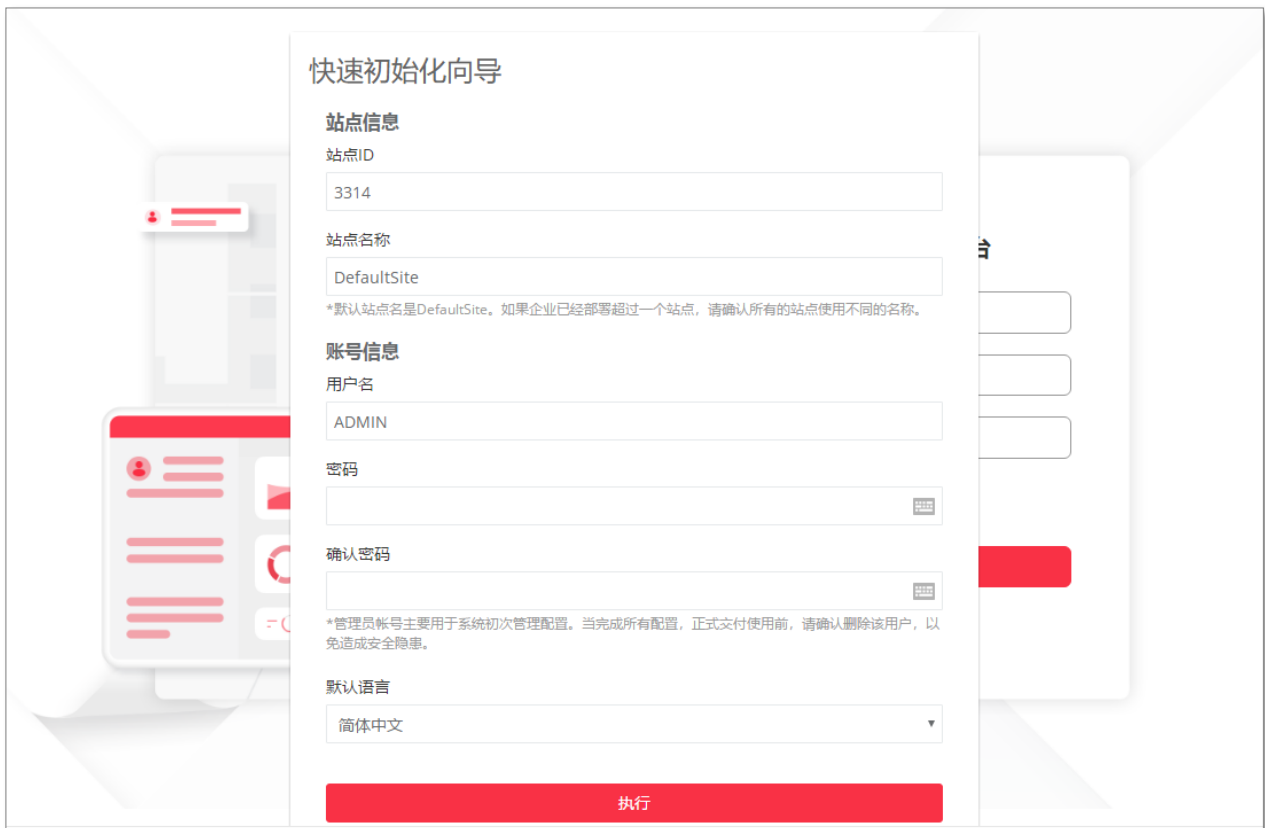 快速初始化向导
站点信息
站点ID
3314
站点名称
DefaultSite
*默认站点名是DefaultSite。如果企业已经部署超过一个站点，请确认所有的站点使用不同的名称。
台
账号信息
用户名
ADMIN
密码
确认密码
*管理员帐号主要用于系统初次管理配置。当完成所有配置，正式交付使用前，请确认删除该用户，以
免造成安全隐患。
默认语言
简体中文
执行